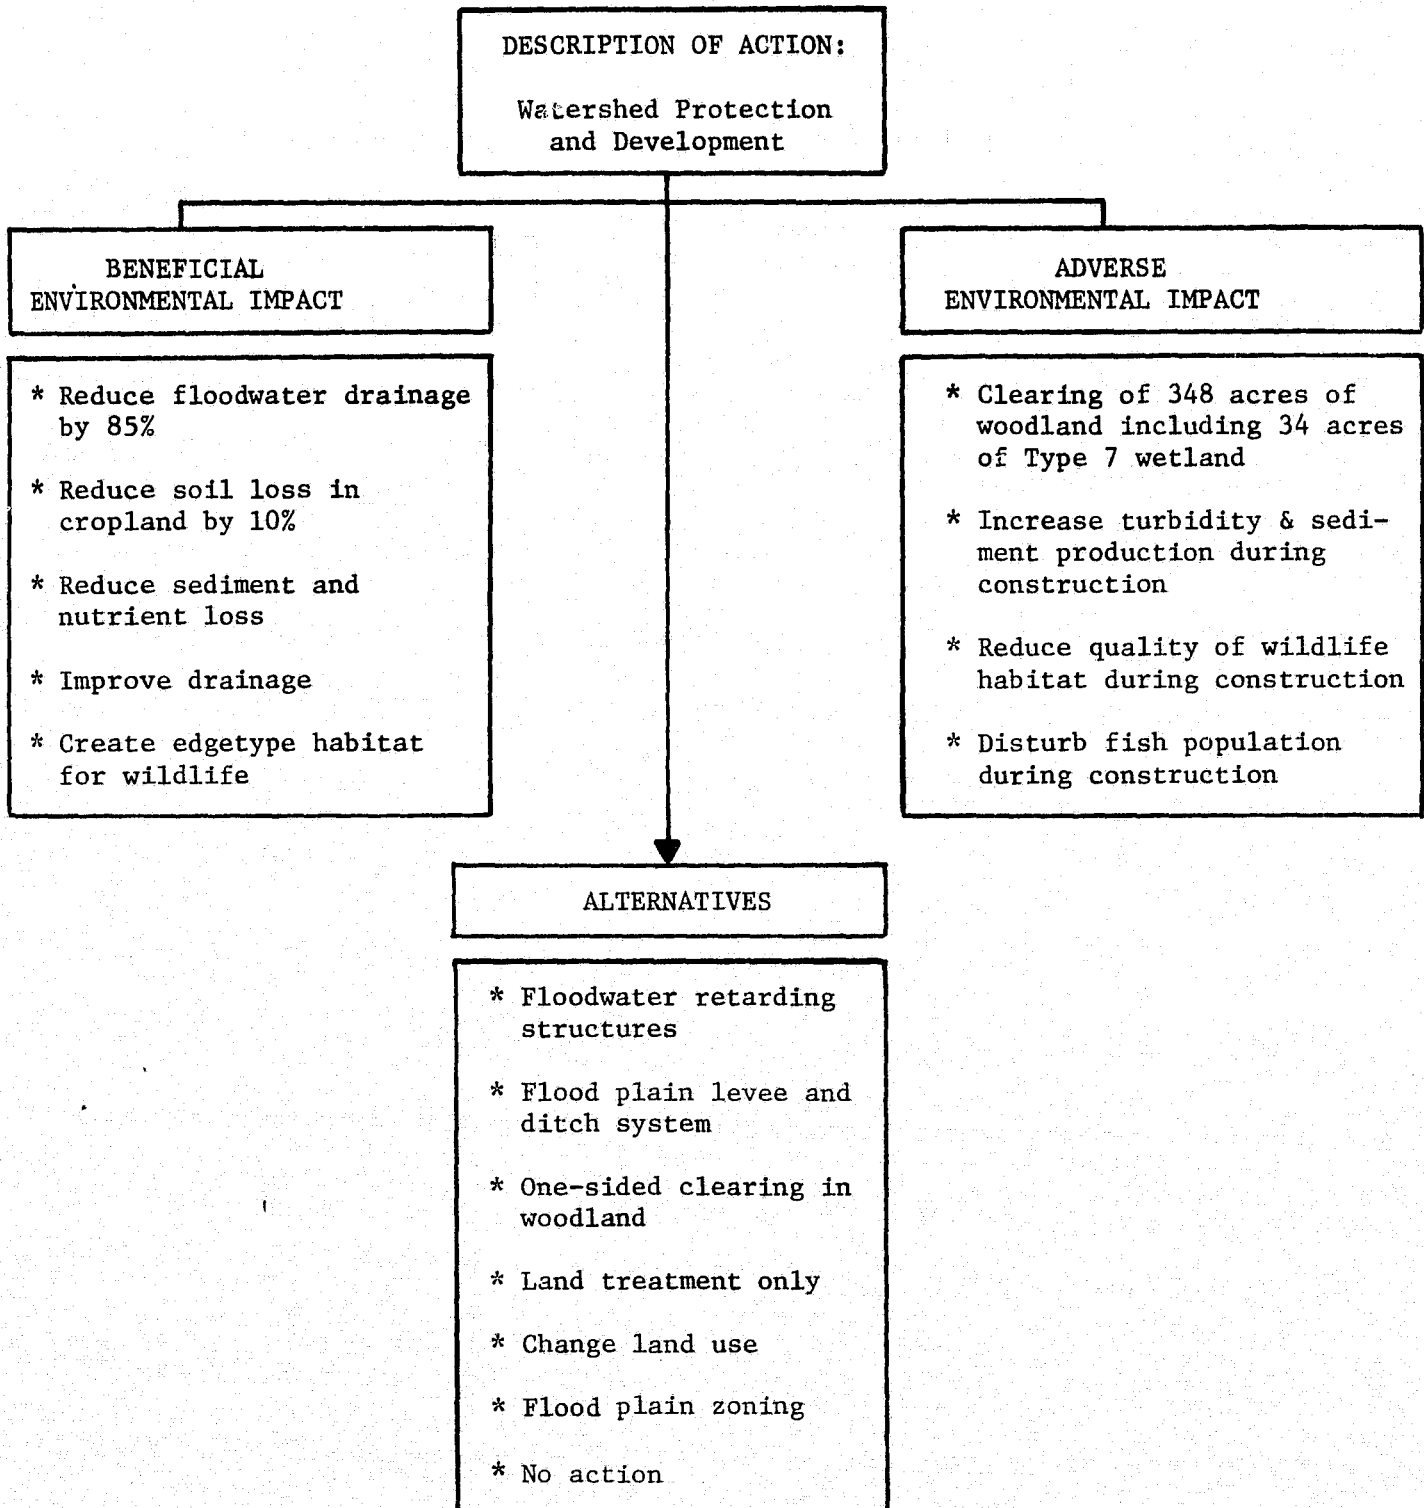 DESCRIPTION OF ACTION:
Watershed Protection
and Development
BENEFICIAL
ENVIRONMENTAL IMPACT
* Reduce floodwater drainage
by 85%
* Reduce soil loss in
cropland by 10%
* Reduce sediment and
nutrient loss
* Improve drainage
* Create edgetype habitat
for wildlife
ADVERSE
ENVIRONMENTAL IMPACT
* Clearing of 348 acres of
woodland including 34 acres
of Type 7 wetland
* Increase turbidity & sedi-
ment production during
construction
* Reduce quality of wildlife
habitat during construction
* Disturb fish population
during construction
ALTERNATIVES
* Floodwater retarding
structures
* Flood plain levee and
ditch system
* One-sided clearing in
woodland
* Land treatment only
* Change land use
* Flood plain zoning
* No action